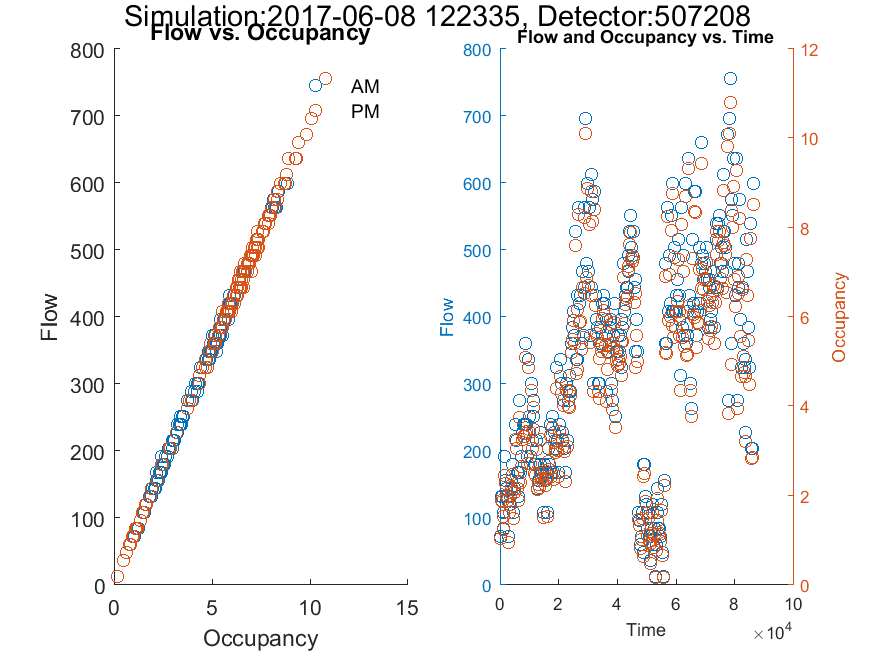 Simulation:2017-06-08 122335, Detector:507208
Flow vs. Occupancy
800
700
600
500
400
300
200
100
0
0 5 10 15
Flow
Occupancy
AM
PM
Flow and Occupancy vs. Time
800
700
600
500
400
300
200
100
0
Flow
12
10
8
6
4
2
0
Occupancy
0 2 4 6 8 10
Time
×10⁴